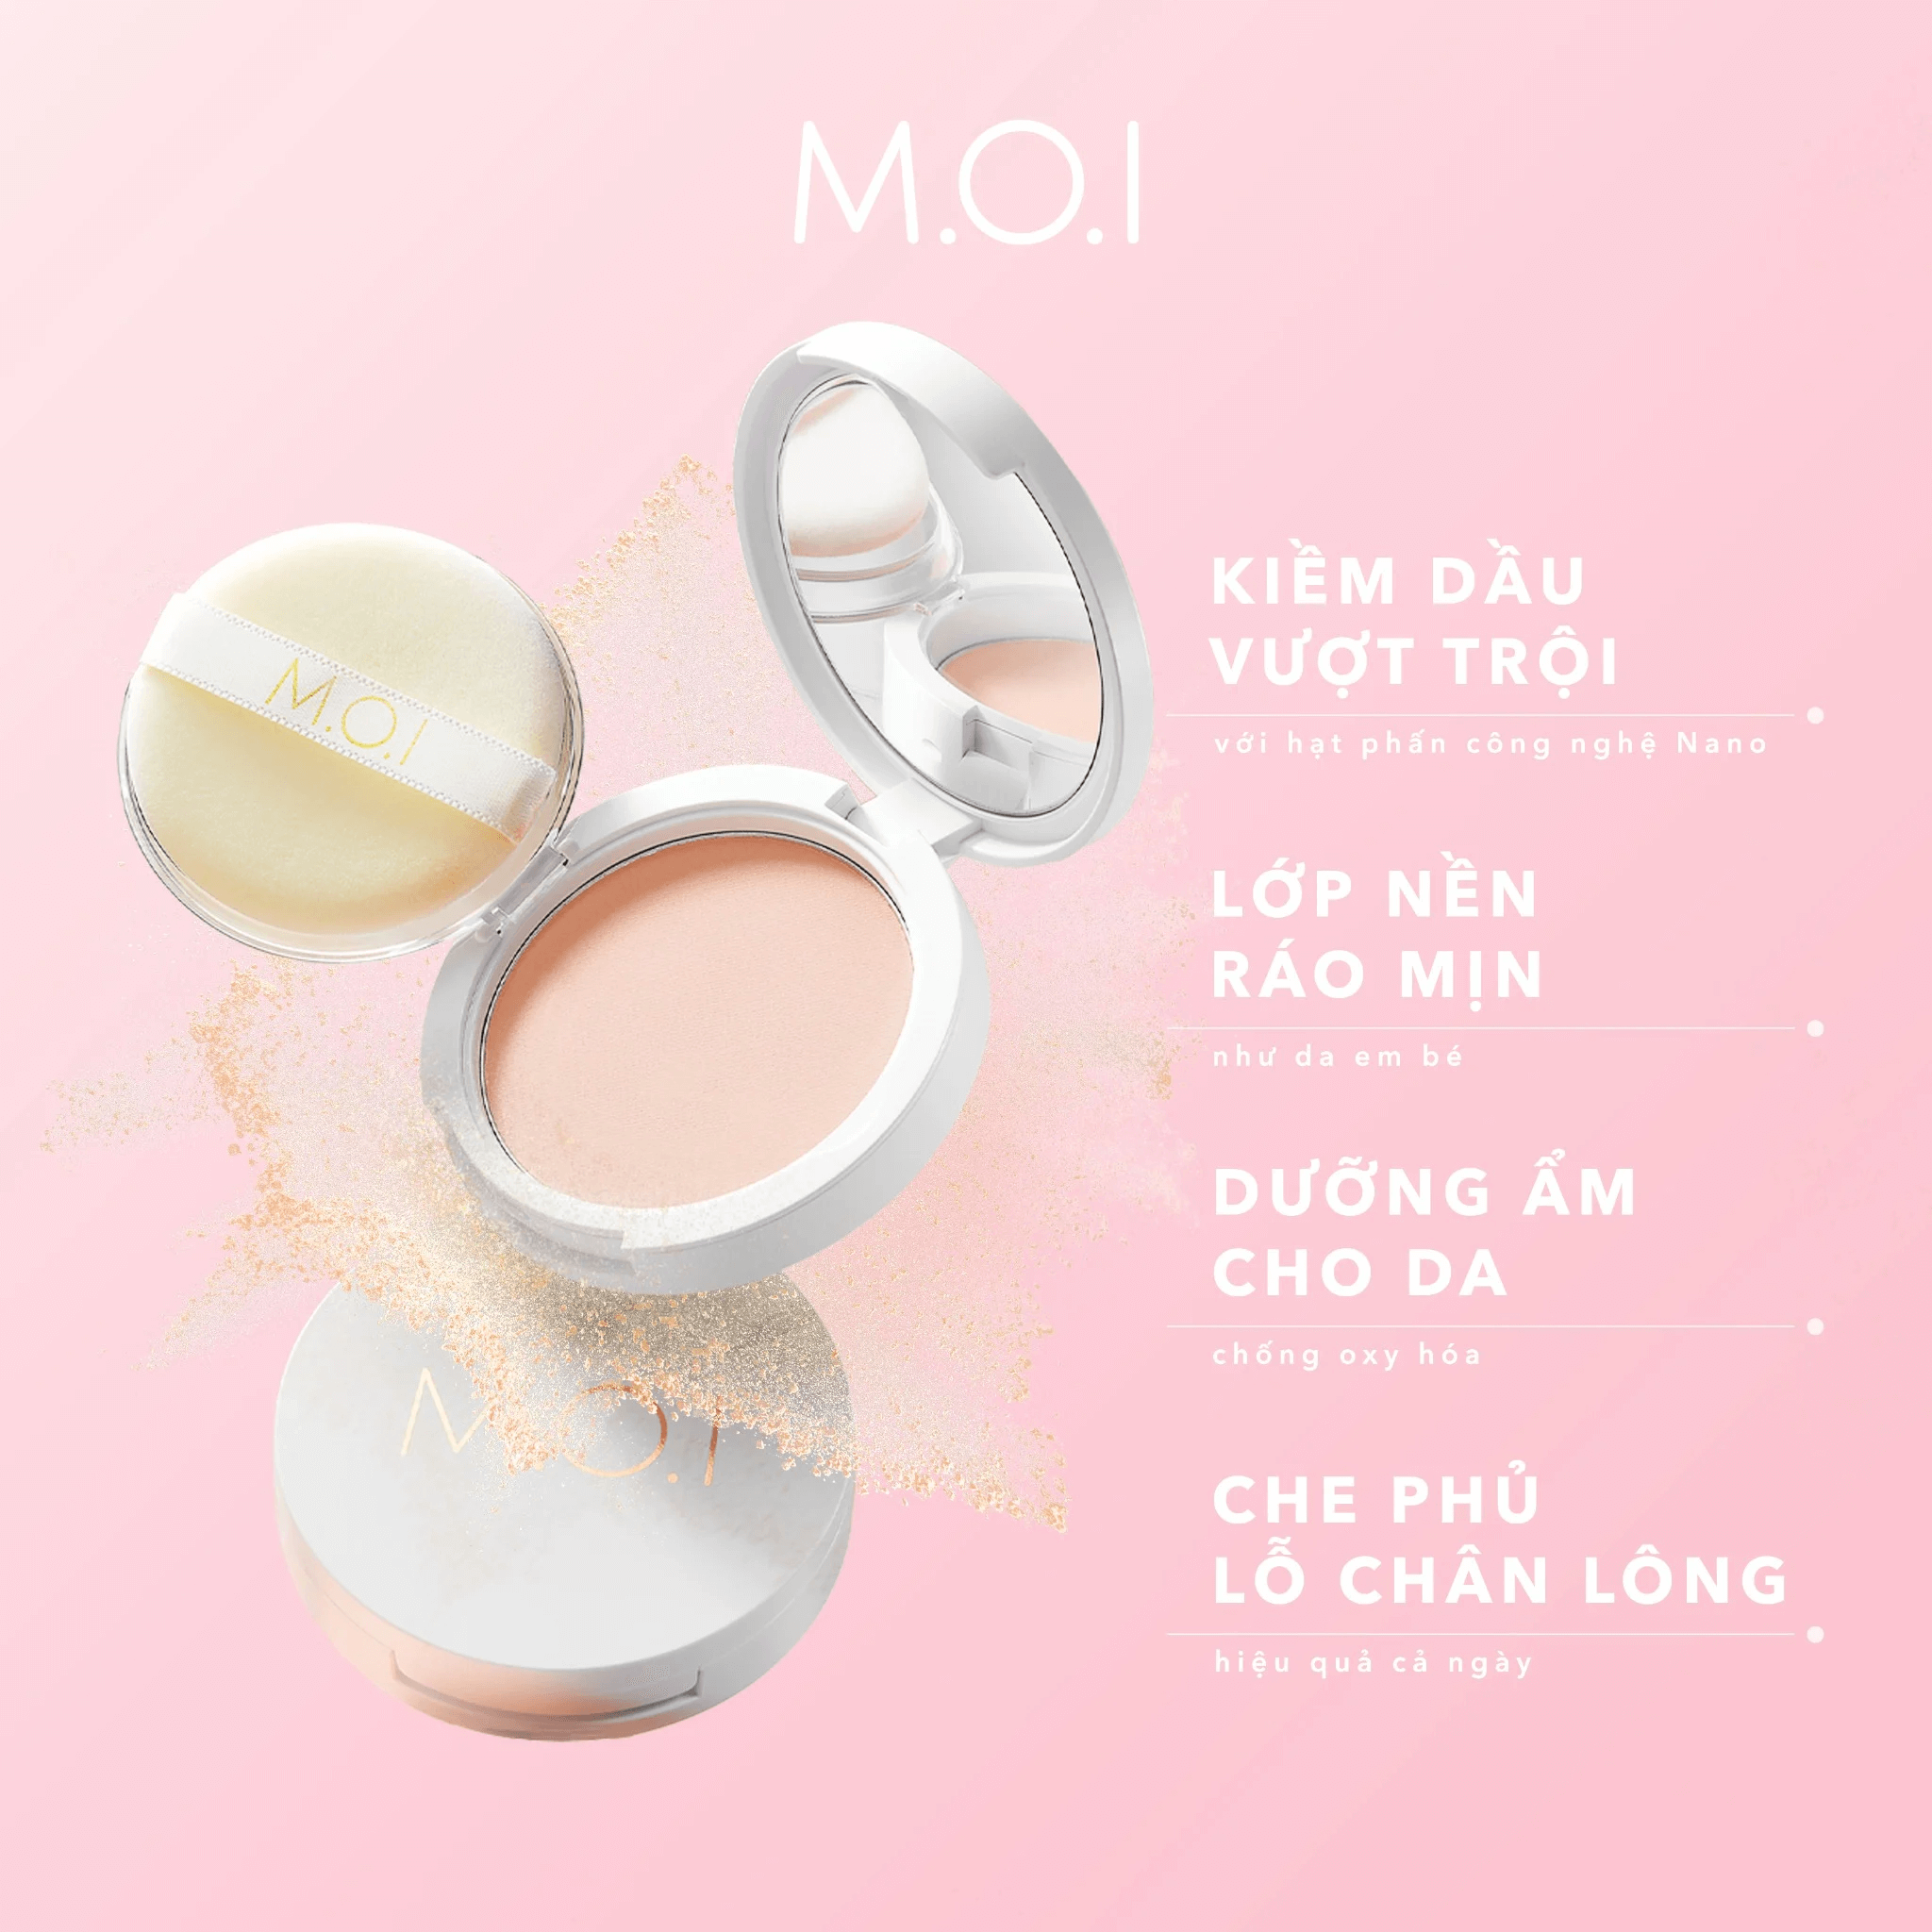 M.O.I
M.O.I
KIỀM DẦU
VƯỢT TRỘI
với hạt phấn công nghệ Nano
LỚP NỀN
RÁO MỊN
như da em bé
DƯỠNG ẨM
CHO DA
chống oxy hóa
M.O.I
CHE PHỦ
LỖ CHÂN LÔNG
hiệu quả cả ngày